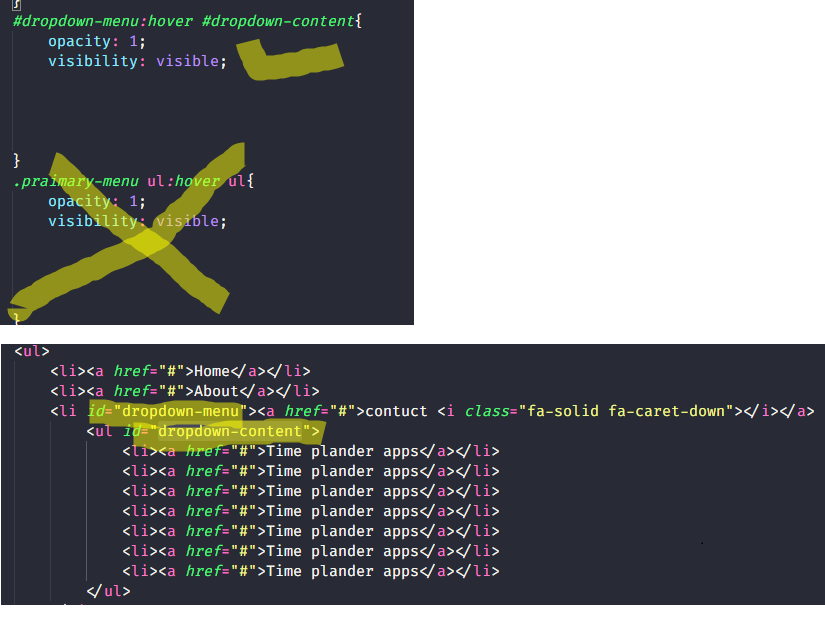 }
#dropdown-menu:hover #dropdown-content{
opacity: 1;
visibility: visible;
}
.praimary-menu ul:hover ul{
opacity: 1;
visibility: visible;
}
<ul>
<li><a href="#">Home</a></li>
<li><a href="#">About</a></li>
<li id="dropdown-menu"><a href="#">contuct <i class="fa-solid fa-caret-down"></i></a>
<ul id="dropdown-content">
<li><a href="#">Time plander apps</a></li>
<li><a href="#">Time plander apps</a></li>
<li><a href="#">Time plander apps</a></li>
<li><a href="#">Time plander apps</a></li>
<li><a href="#">Time plander apps</a></li>
<li><a href="#">Time plander apps</a></li>
<li><a href="#">Time plander apps</a></li>
</ul>